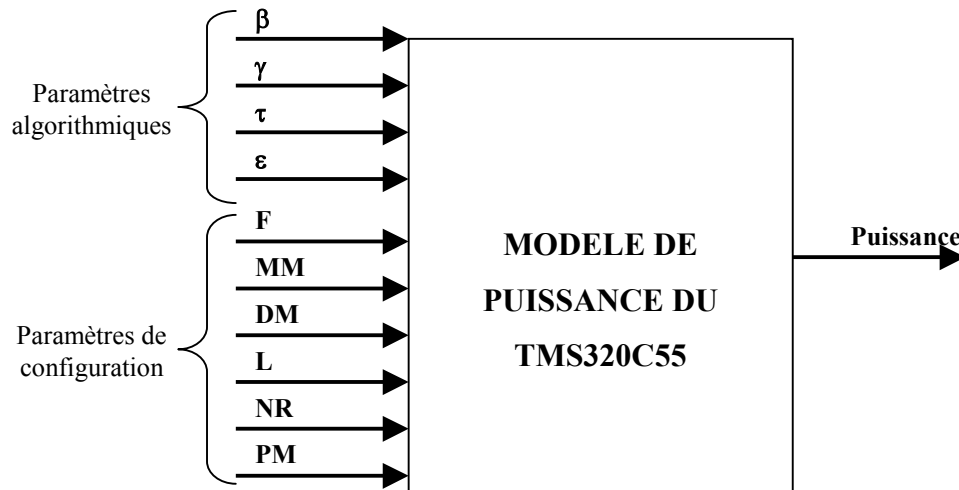 Paramètres
algorithmiques
β
γ
τ
ε
Paramètres de
configuration
F
MM
DM
L
NR
PM
MODELE DE
PUISSANCE DU
TMS320C55
Puissance